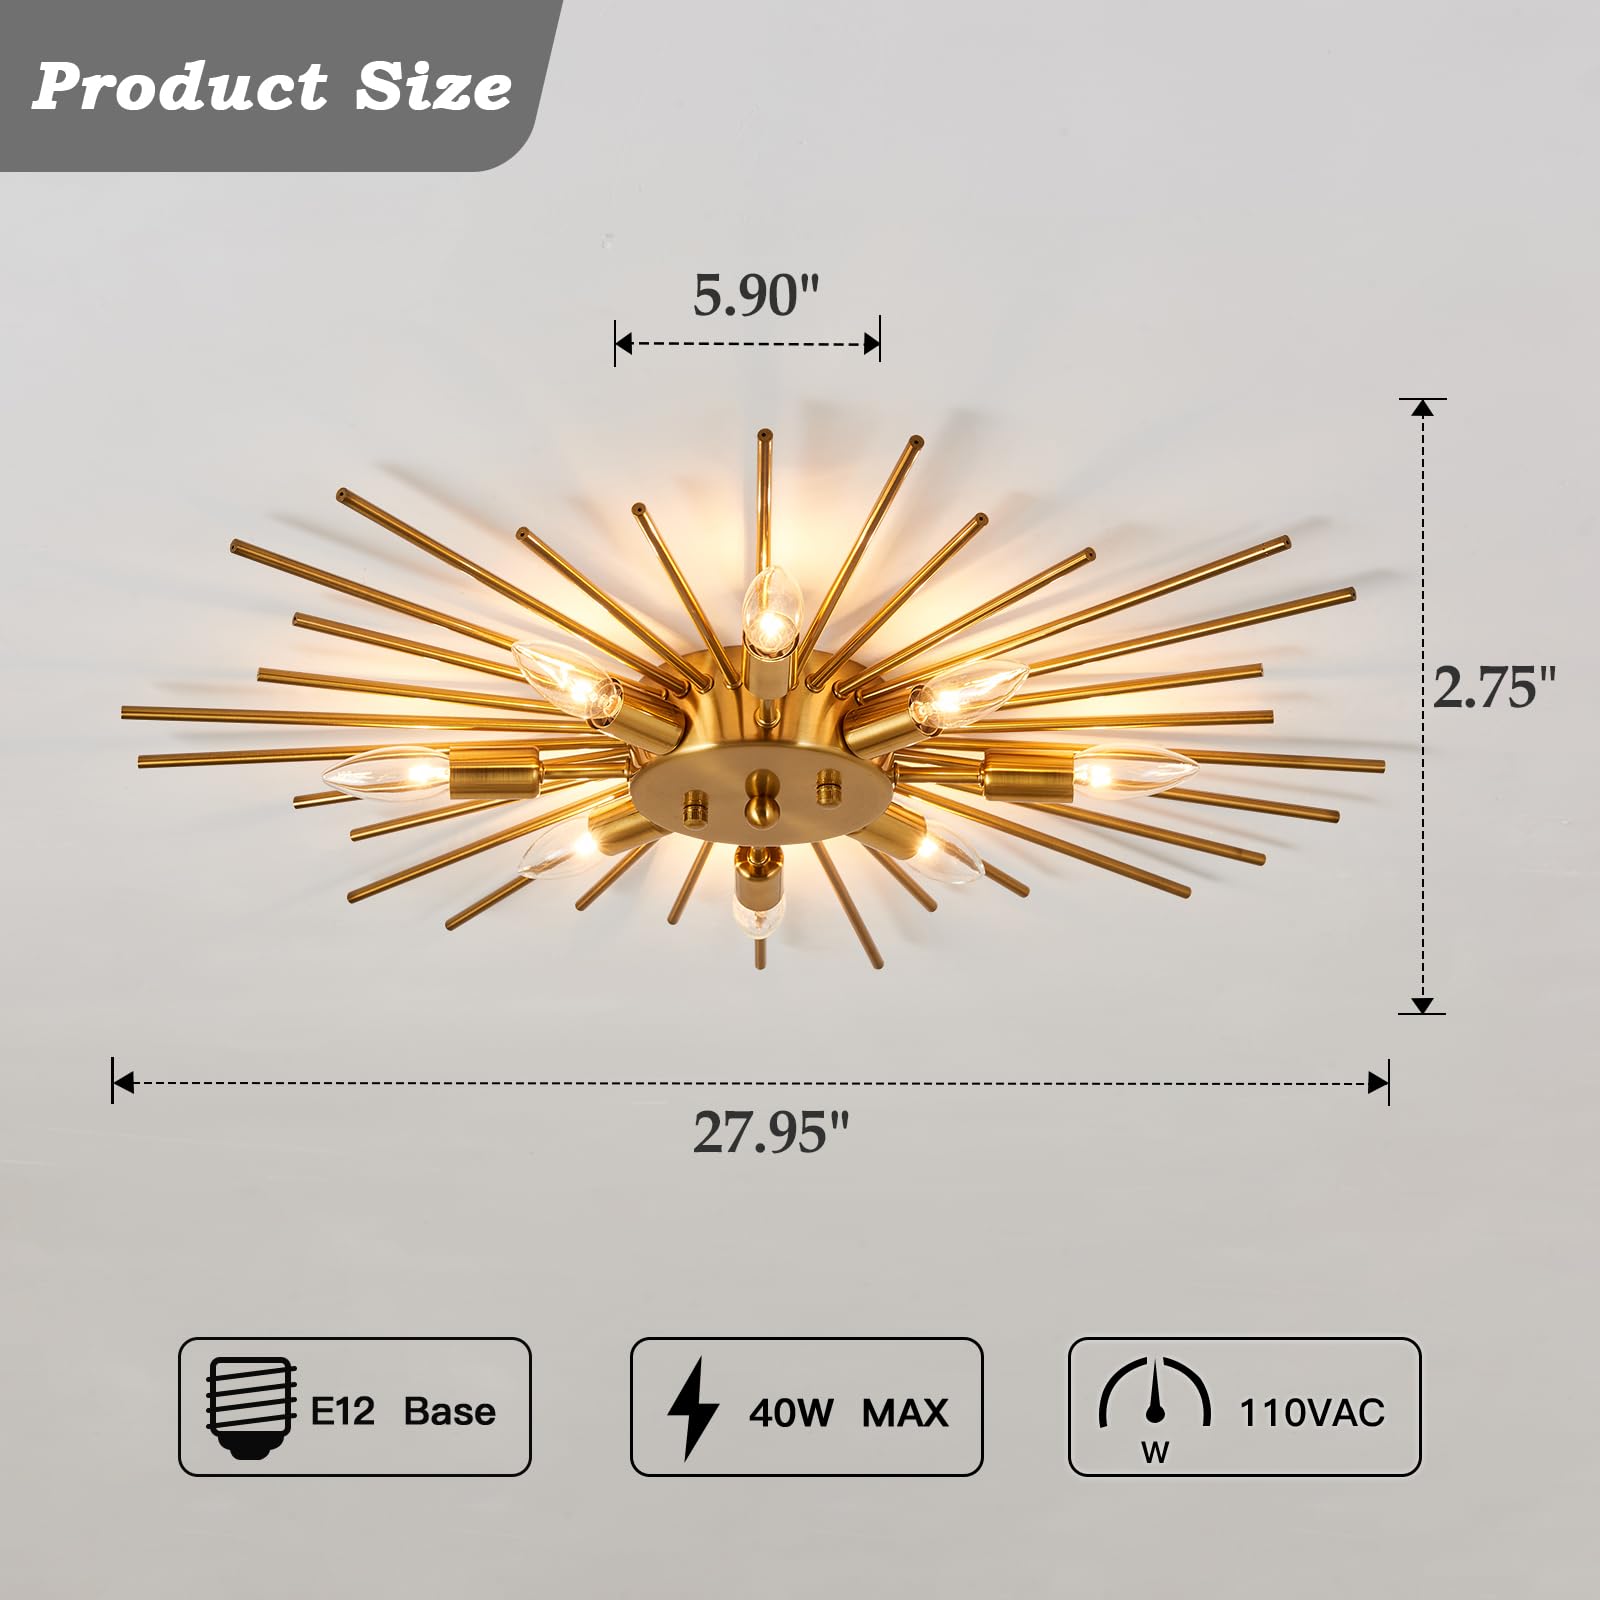 Product Size
5.90"
2.75"
27.95"
E12 Base
40W MAX
W
110VAC